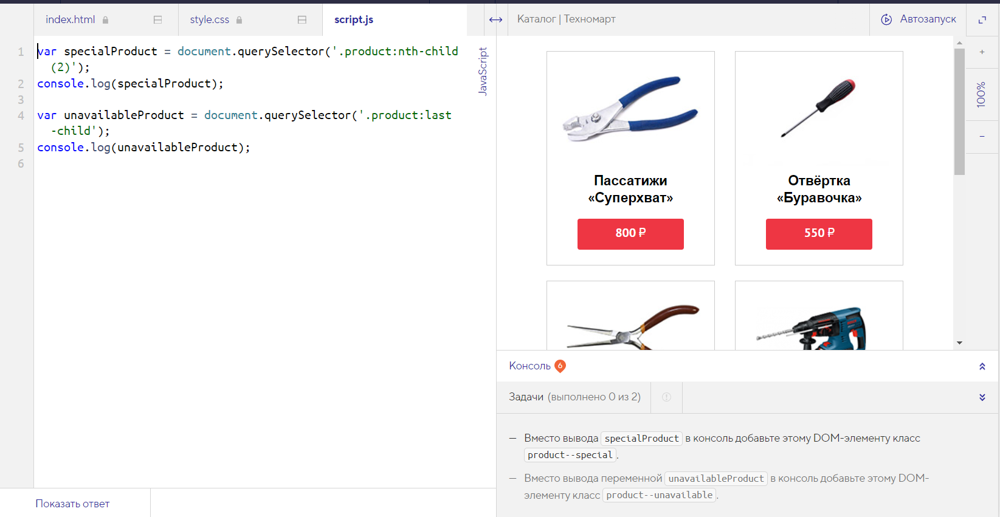 index.html
style.css
script.js
Каталог | Техномарт
Автозапуск
1 var specialProduct = document.querySelector('.product:nth-child
(2)');
2 console.log(specialProduct);
3
4 var unavailableProduct = document.querySelector('.product:last
-child');
5 console.log(unavailableProduct);
6
JavaScript
Пассатижи
«Суперхват»
800 ₽
Отвёртка
«Буравочка»
550 ₽
+
100%
−
Консоль 6
Задачи (выполнено 0 из 2)
— Вместо вывода specialProduct в консоль добавьте этому DOM-элементу класс
product--special.
— Вместо вывода переменной unavailableProduct в консоль добавьте этому DOM-
элементу класс product--unavailable.
Показать ответ